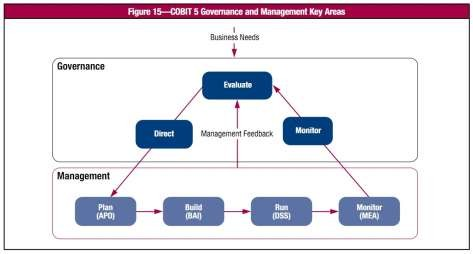 Figure 15—COBIT 5 Governance and Management Key Areas
Business Needs
Governance
Evaluate
Direct
Management Feedback
Monitor
Management
Plan
(APO)
Build
(BAI)
Run
(DSS)
Monitor
(MEA)